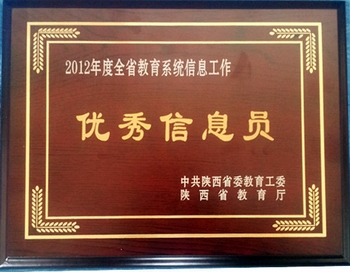 2012年度全省教育系统信息工作
优秀信息员
中共陕西省委教育工委
陕西省教育厅